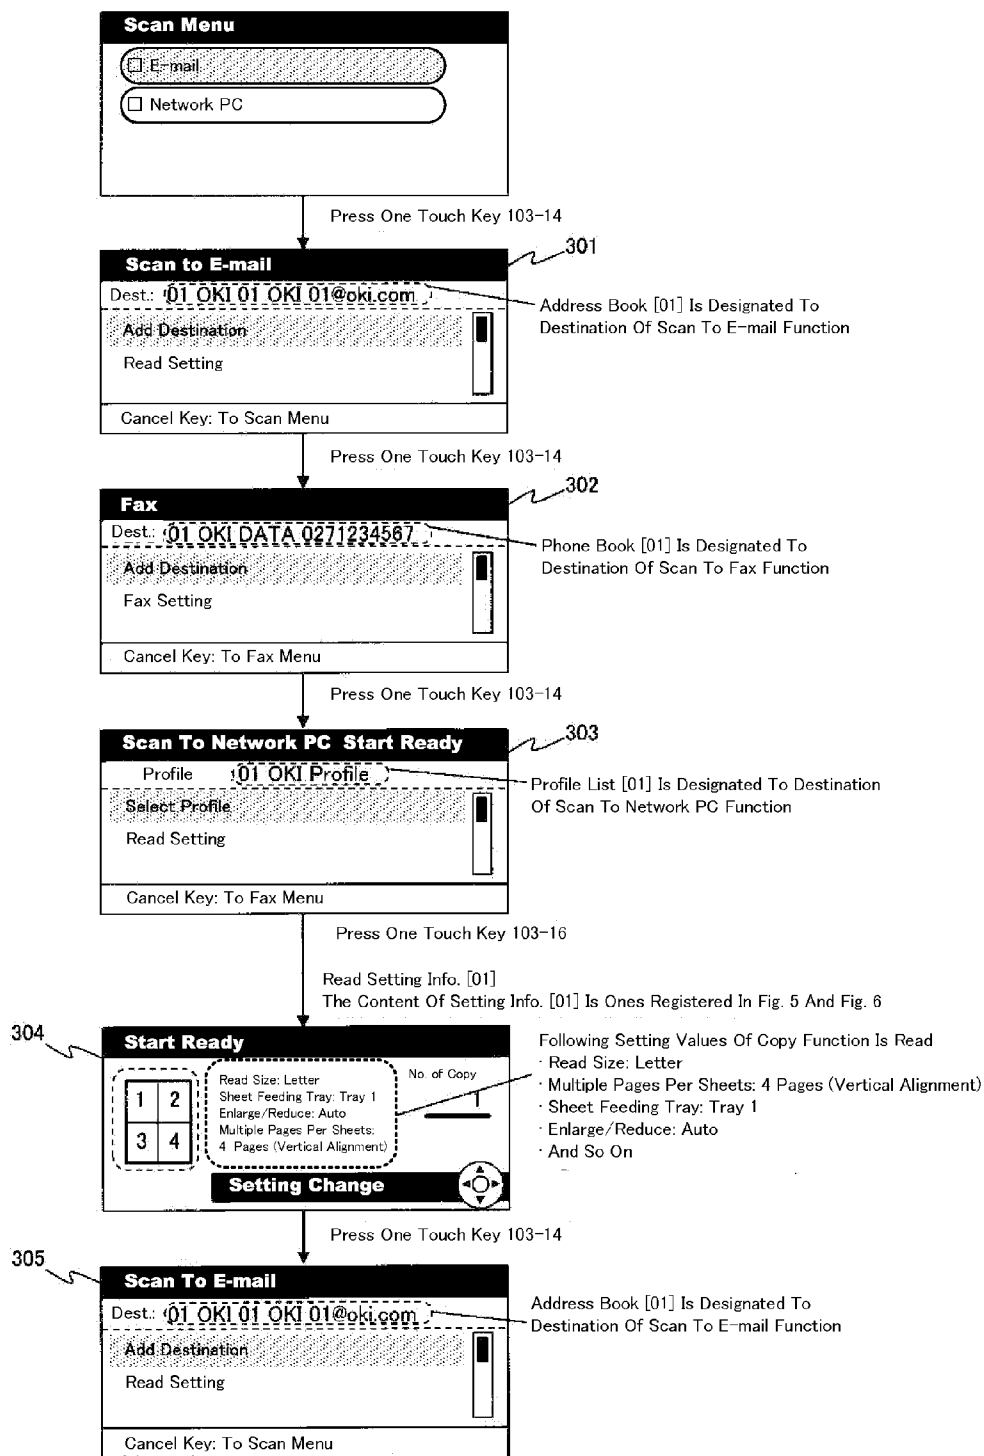 Scan Menu
□ E-mail
□ Network PC
Press One Touch Key 103-14
301
Scan to E-mail
Dest.: 01 OKI 01 OKI 01@oki.com
Address Book [01] Is Designated To
Destination Of Scan To E-mail Function
Add Destination
Read Setting
Cancel Key: To Scan Menu
Press One Touch Key 103-14
302
Fax
Dest.: 01 OKI DATA 0271234567
Phone Book [01] Is Designated To
Destination Of Scan To Fax Function
Add Destination
Fax Setting
Cancel Key: To Fax Menu
Press One Touch Key 103-14
303
Scan To Network PC Start Ready
Profile 01 OKI Profile
Profile List [01] Is Designated To Destination
Of Scan To Network PC Function
Select Profile
Read Setting
Cancel Key: To Fax Menu
Press One Touch Key 103-16
Read Setting Info. [01]
The Content Of Setting Info. [01] Is Ones Registered In Fig. 5 And Fig. 6
304
Start Ready
1 2
3 4
Read Size: Letter
Sheet Feeding Tray: Tray 1
Enlarge/Reduce: Auto
Multiple Pages Per Sheets:
4 Pages (Vertical Alignment)
No. of Copy
1
Setting Change
Following Setting Values Of Copy Function Is Read
· Read Size: Letter
· Multiple Pages Per Sheets: 4 Pages (Vertical Alignment)
· Sheet Feeding Tray: Tray 1
· Enlarge/Reduce: Auto
· And So On
Press One Touch Key 103-14
305
Scan To E-mail
Dest.: 01 OKI 01 OKI 01@oki.com
Address Book [01] Is Designated To
Destination Of Scan To E-mail Function
Add Destination
Read Setting
Cancel Key: To Scan Menu